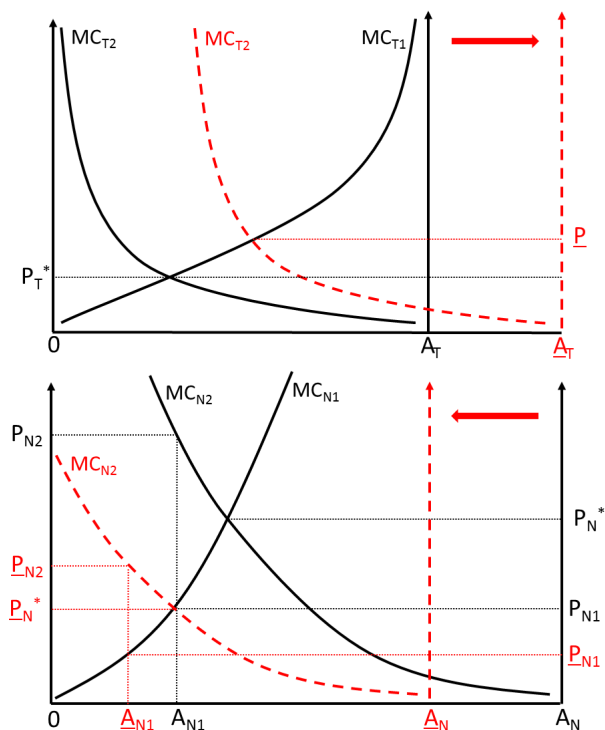 MC_T2
MC_T2
MC_T1
P
P_T*
0
A_T
A_T
MC_N2
MC_N1
P_N2
MC_N2
P_N*
P_N2
P_N*
P_N1
P_N1
0
A_N1
A_N1
A_N
A_N